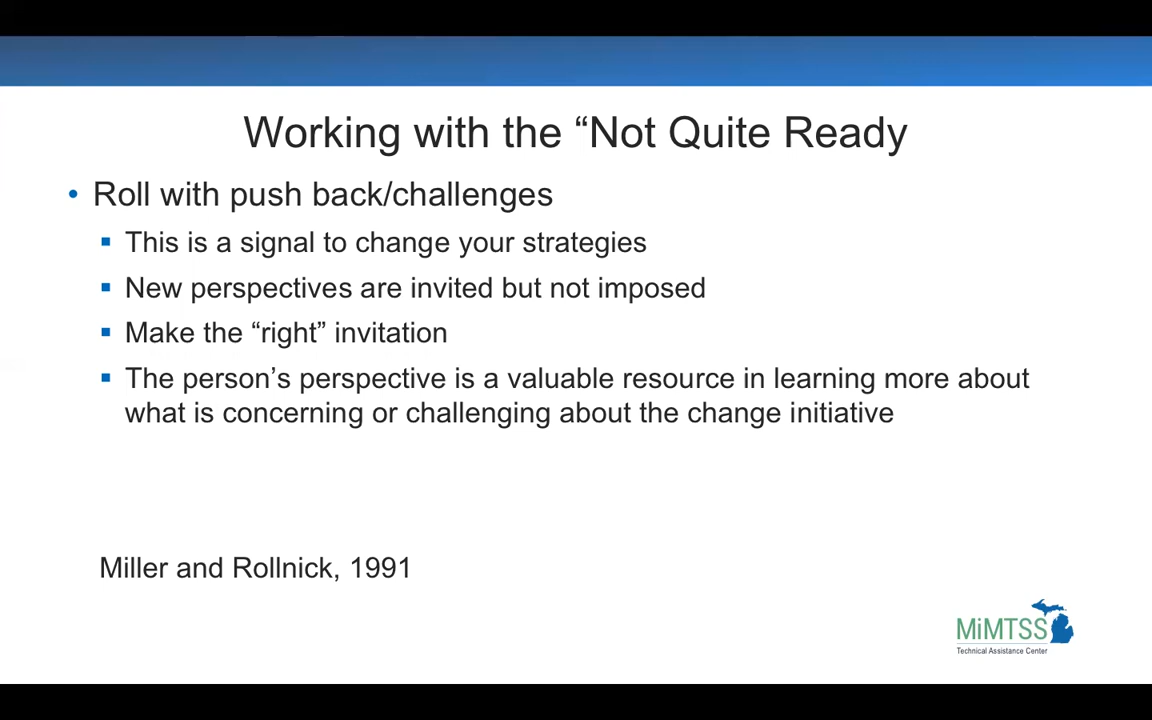 Working with the “Not Quite Ready
• Roll with push back/challenges
▪ This is a signal to change your strategies
▪ New perspectives are invited but not imposed
▪ Make the “right” invitation
▪ The person’s perspective is a valuable resource in learning more about
what is concerning or challenging about the change initiative
Miller and Rollnick, 1991
MiMTSS
Technical Assistance Center